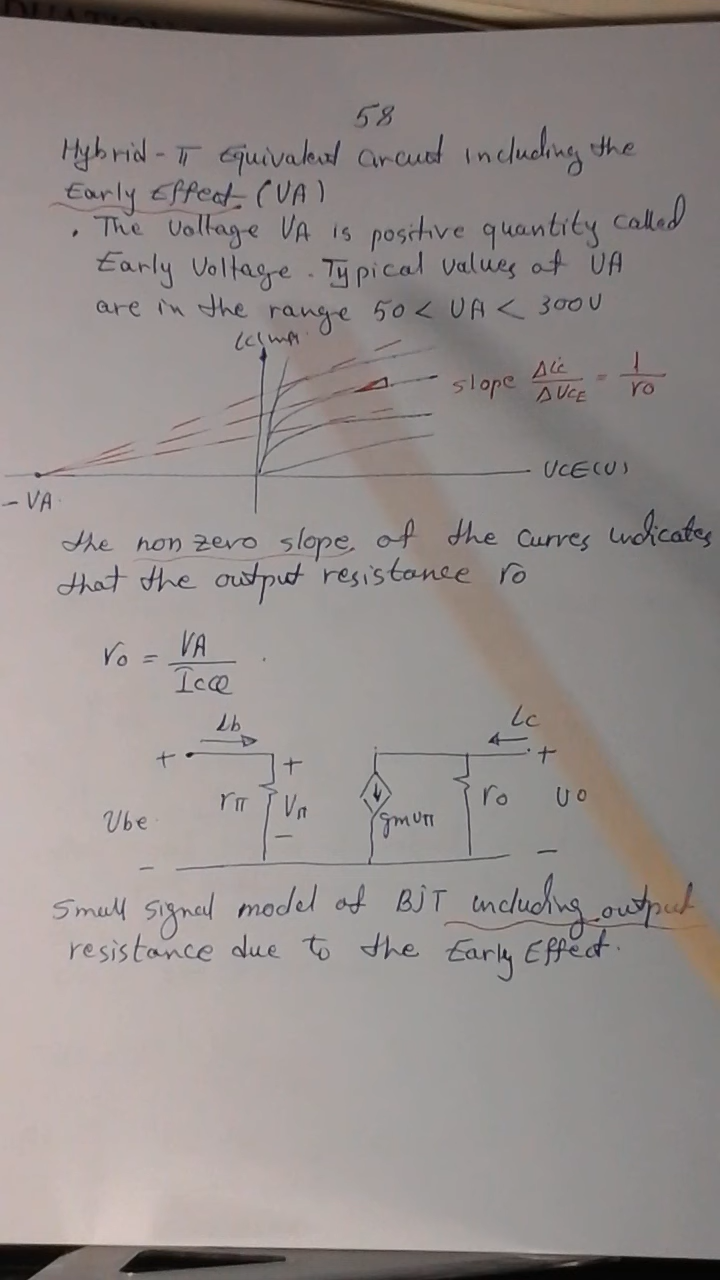 58
Hybrid - π Equivalent circuit including the
Early Effect (VA)
. The voltage VA is positive quantity called
Early Voltage. Typical values of VA
are in the range 50 < VA < 300V
ic(mA)
slope Δic/ΔVCE = 1/ro
VCE(V)
- VA
the non zero slope of the curves indicates
that the output resistance ro
ro = VA/ICQ
ib ic
+ + +
Vbe rπ Vπ gmvπ ro vo
- - -
Small signal model of BJT including output
resistance due to the Early Effect.